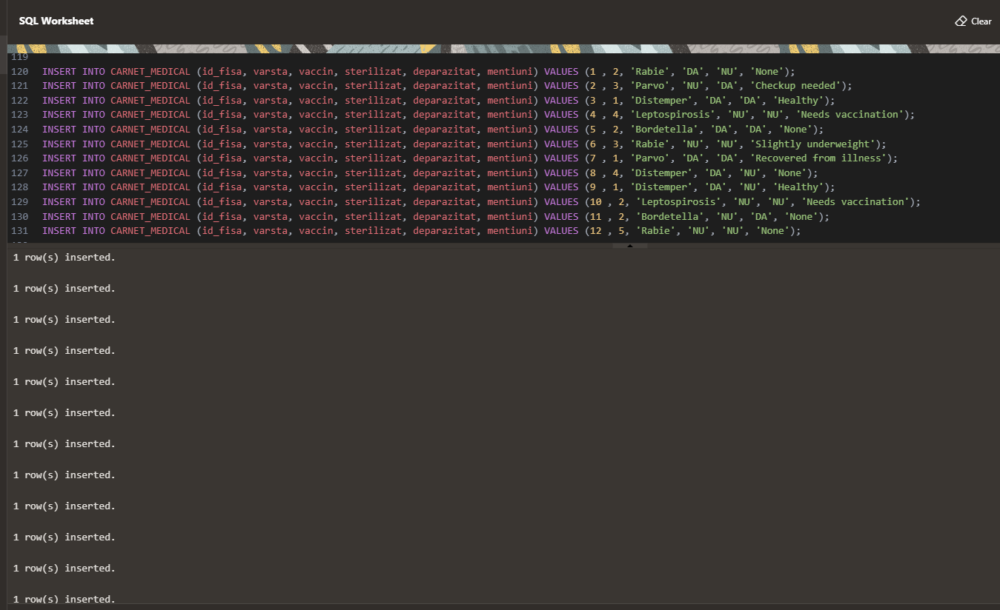 SQL Worksheet
Clear
119
120 INSERT INTO CARNET_MEDICAL (id_fisa, varsta, vaccin, sterilizat, deparazitat, mentiuni) VALUES (1 , 2, 'Rabie', 'DA', 'NU', 'None');
121 INSERT INTO CARNET_MEDICAL (id_fisa, varsta, vaccin, sterilizat, deparazitat, mentiuni) VALUES (2 , 3, 'Parvo', 'NU', 'DA', 'Checkup needed');
122 INSERT INTO CARNET_MEDICAL (id_fisa, varsta, vaccin, sterilizat, deparazitat, mentiuni) VALUES (3 , 1, 'Distemper', 'DA', 'DA', 'Healthy');
123 INSERT INTO CARNET_MEDICAL (id_fisa, varsta, vaccin, sterilizat, deparazitat, mentiuni) VALUES (4 , 4, 'Leptospirosis', 'NU', 'NU', 'Needs vaccination');
124 INSERT INTO CARNET_MEDICAL (id_fisa, varsta, vaccin, sterilizat, deparazitat, mentiuni) VALUES (5 , 2, 'Bordetella', 'DA', 'DA', 'None');
125 INSERT INTO CARNET_MEDICAL (id_fisa, varsta, vaccin, sterilizat, deparazitat, mentiuni) VALUES (6 , 3, 'Rabie', 'NU', 'NU', 'Slightly underweight');
126 INSERT INTO CARNET_MEDICAL (id_fisa, varsta, vaccin, sterilizat, deparazitat, mentiuni) VALUES (7 , 1, 'Parvo', 'DA', 'DA', 'Recovered from illness');
127 INSERT INTO CARNET_MEDICAL (id_fisa, varsta, vaccin, sterilizat, deparazitat, mentiuni) VALUES (8 , 4, 'Distemper', 'DA', 'NU', 'None');
128 INSERT INTO CARNET_MEDICAL (id_fisa, varsta, vaccin, sterilizat, deparazitat, mentiuni) VALUES (9 , 1, 'Distemper', 'DA', 'NU', 'Healthy');
129 INSERT INTO CARNET_MEDICAL (id_fisa, varsta, vaccin, sterilizat, deparazitat, mentiuni) VALUES (10 , 2, 'Leptospirosis', 'NU', 'NU', 'Needs vaccination');
130 INSERT INTO CARNET_MEDICAL (id_fisa, varsta, vaccin, sterilizat, deparazitat, mentiuni) VALUES (11 , 2, 'Bordetella', 'NU', 'DA', 'None');
131 INSERT INTO CARNET_MEDICAL (id_fisa, varsta, vaccin, sterilizat, deparazitat, mentiuni) VALUES (12 , 5, 'Rabie', 'NU', 'NU', 'None');
1 row(s) inserted.
1 row(s) inserted.
1 row(s) inserted.
1 row(s) inserted.
1 row(s) inserted.
1 row(s) inserted.
1 row(s) inserted.
1 row(s) inserted.
1 row(s) inserted.
1 row(s) inserted.
1 row(s) inserted.
1 row(s) inserted.